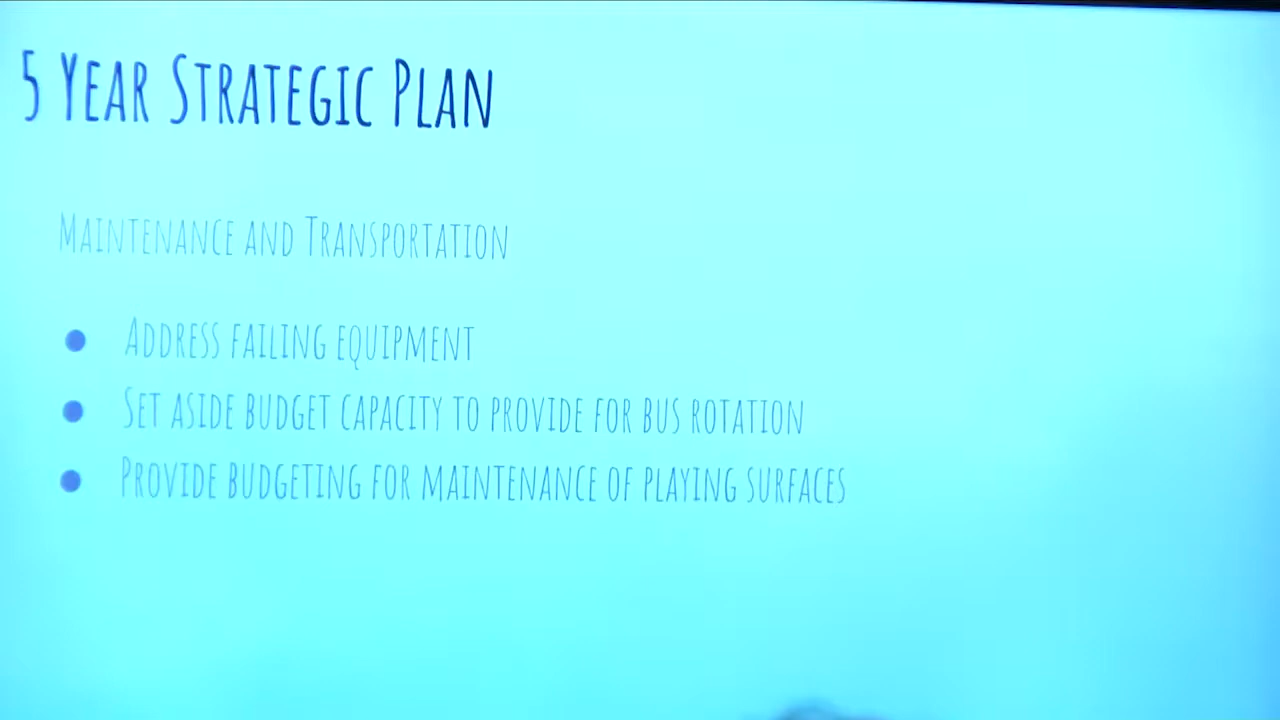 5 Year Strategic Plan
Maintenance and Transportation
● Address failing equipment
● Set aside budget capacity to provide for bus rotation
● Provide budgeting for maintenance of playing surfaces